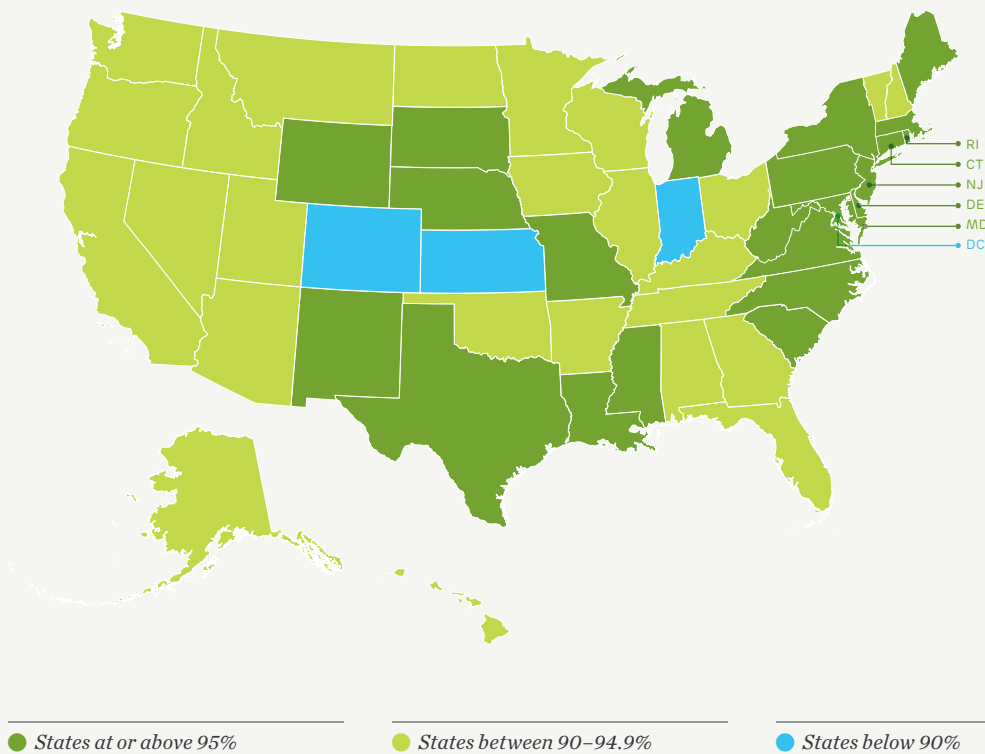 RI
CT
NJ
DE
MD
DC
States at or above 95%
States between 90–94.9%
States below 90%